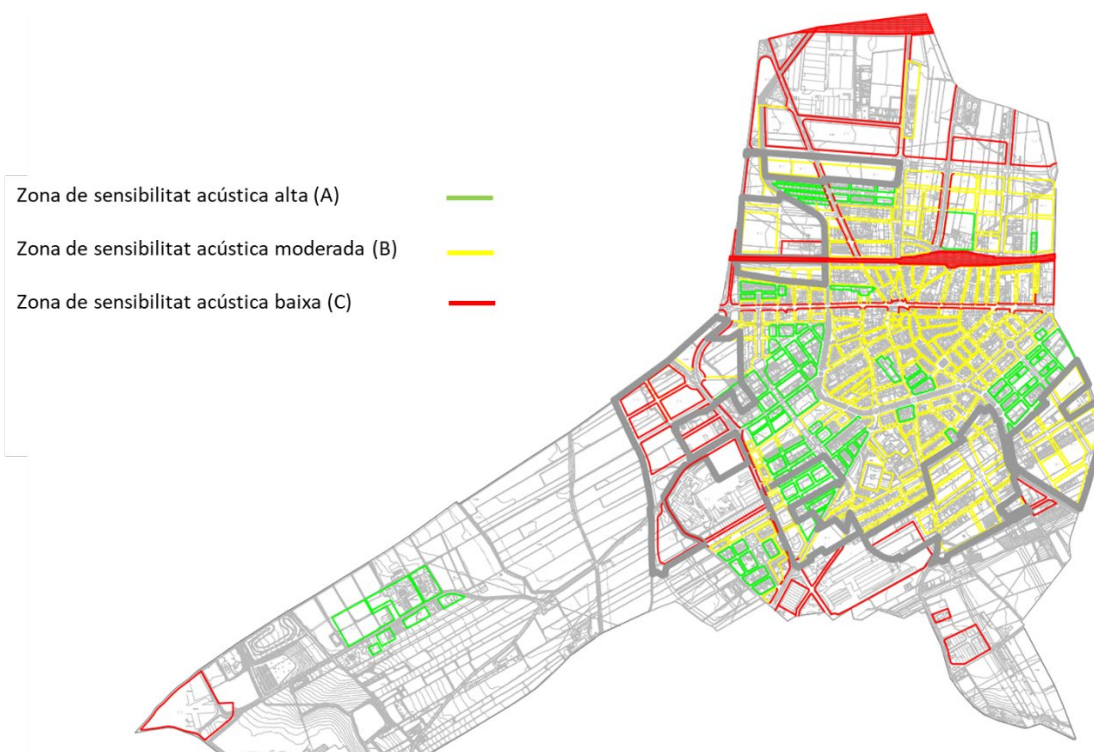 Zona de sensibilitat acústica alta (A)
Zona de sensibilitat acústica moderada (B)
Zona de sensibilitat acústica baixa (C)